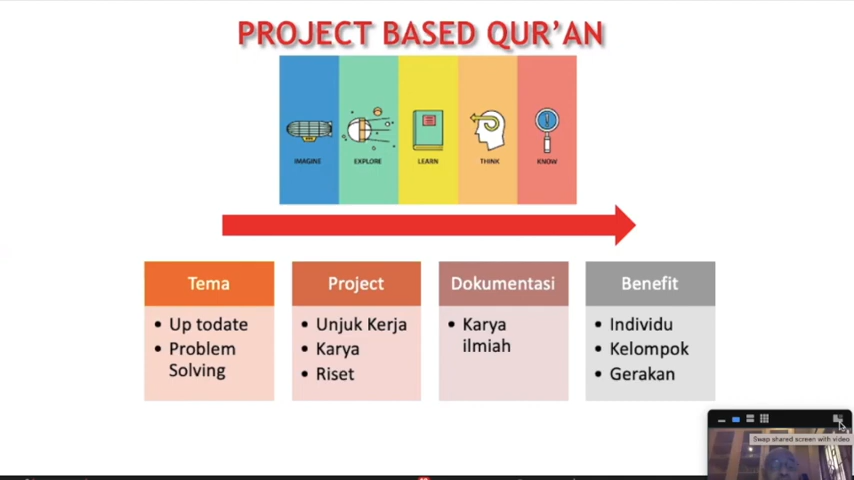 PROJECT BASED QUR'AN
IMAGINE
EXPLORE
LEARN
THINK
KNOW
Tema
• Up todate
• Problem
Solving
Project
• Unjuk Kerja
• Karya
• Riset
Dokumentasi
• Karya
ilmiah
Benefit
• Individu
• Kelompok
• Gerakan
Swap shared screen with video